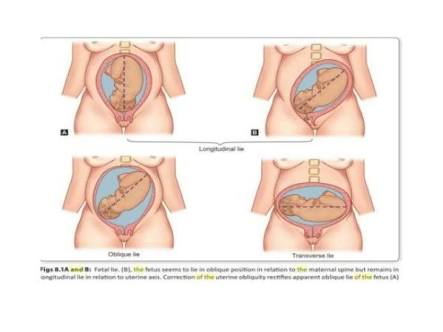 A
B
Longitudinal lie
Oblique lie
Transverse lie
Figs 8.1A and B: Fetal lie. (B), the fetus seems to lie in oblique position in relation to the maternal spine but remains in
longitudinal lie in relation to uterine axis. Correction of the uterine obliquity rectifies apparent oblique lie of the fetus (A)